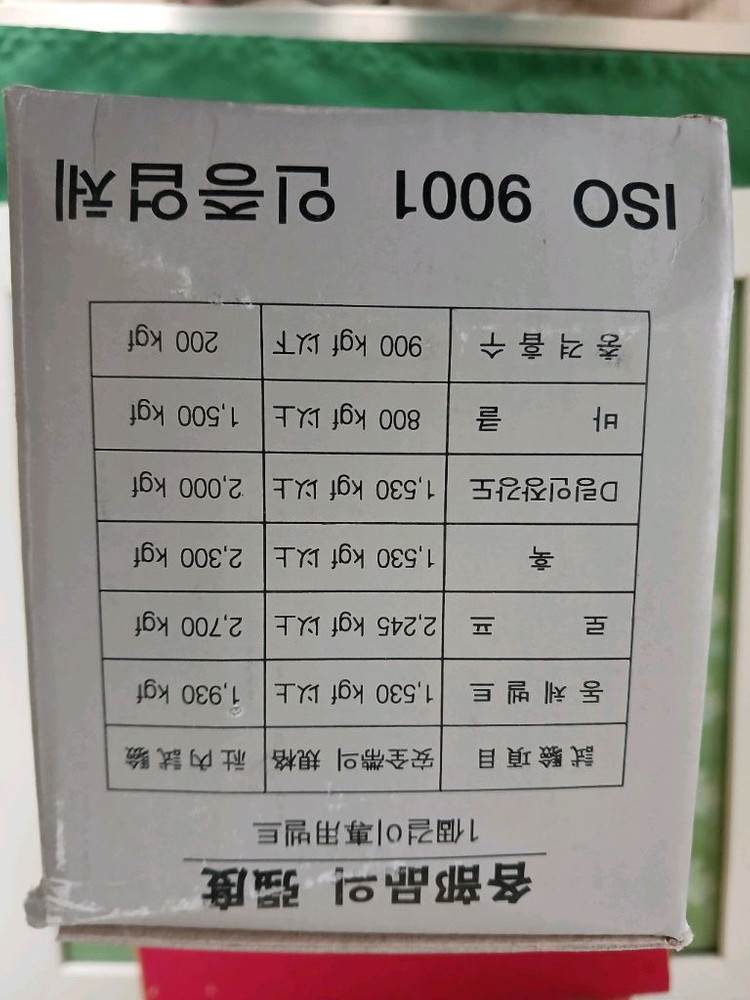 各部品의 强度
1個걸이專用벨트
試驗項目 安全帶의 規格 社內試驗
동체벨트 1,530 kgf 以上 1,930 kgf
로프 2,245 kgf 以上 2,700 kgf
훅 1,530 kgf 以上 2,300 kgf
D링인장강도 1,530 kgf 以上 2,000 kgf
바클 800 kgf 以上 1,500 kgf
충격흡수 900 kgf 以下 200 kgf
ISO 9001 인증업체